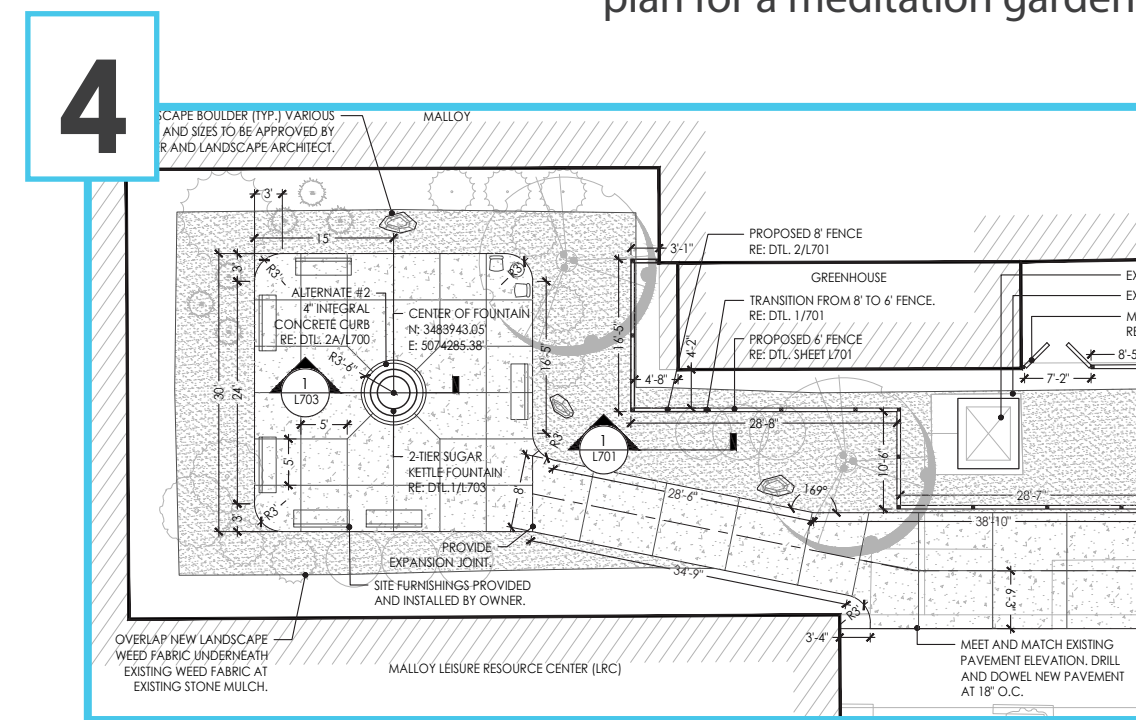 plan for a meditation garden
4
SCAPE BOULDER (TYP.) VARIOUS
AND SIZES TO BE APPROVED BY
ER AND LANDSCAPE ARCHITECT.
MALLOY
3'
15'
3'-1"
PROPOSED 8' FENCE
RE: DTL. 2/L701
GREENHOUSE
TRANSITION FROM 8' TO 6' FENCE.
RE: DTL. 1/701
PROPOSED 6' FENCE
RE: DTL. SHEET L701
EX
EX
M
RE
8'-5
7'-2"
3'
R3'
R3'
ALTERNATE #2
4" INTEGRAL
CONCRETE CURB
RE: DTL. 2A/L700
CENTER OF FOUNTAIN
N: 3483943.05'
E: 5074285.38'
R3'-6"
16'-5"
16'-5"
4'-2"
4'-8"
28'-8"
30'
24'
1
L703
5'
5'
2-TIER SUGAR
KETTLE FOUNTAIN
RE: DTL.1/L703
R3'
1
L701
10'-6"
8'
28'-6"
169°
28'-7"
38'-10"
3'
R3'
PROVIDE
EXPANSION JOINT.
34'-9"
SITE FURNISHINGS PROVIDED
AND INSTALLED BY OWNER.
R3'
3'-4"
OVERLAP NEW LANDSCAPE
WEED FABRIC UNDERNEATH
EXISTING WEED FABRIC AT
EXISTING STONE MULCH.
MALLOY LEISURE RESOURCE CENTER (LRC)
MEET AND MATCH EXISTING
PAVEMENT ELEVATION. DRILL
AND DOWEL NEW PAVEMENT
AT 18" O.C.